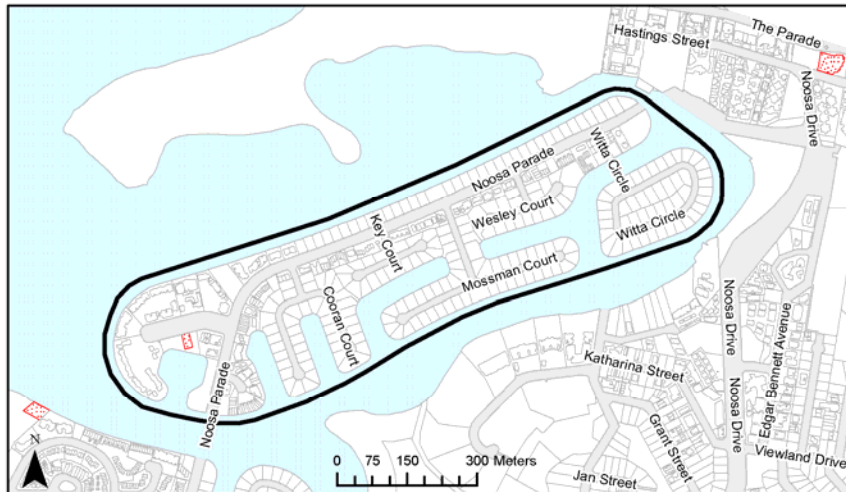 The Parade
Hastings Street
Noosa Drive
Witta Circle
Noosa Parade
Wesley Court
Key Court
Witta Circle
Mossman Court
Cooran Court
Noosa Drive
Edgar Bennett Avenue
Katharina Street
Noosa Parade
Noosa Drive
Grant Street
Viewland Drive
Jan Street
N
0 75 150 300 Meters